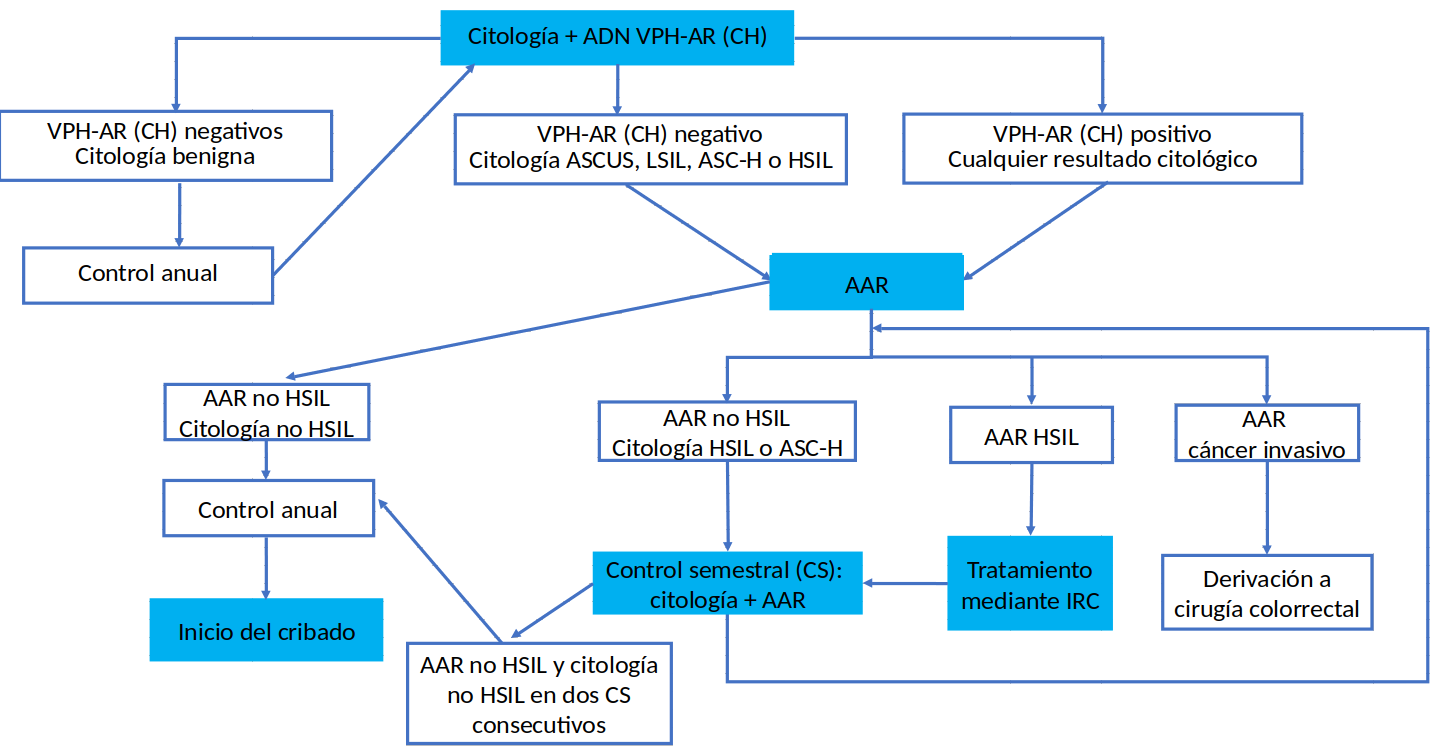 Citología + ADN VPH-AR (CH)
VPH-AR (CH) negativos
Citología benigna
VPH-AR (CH) negativo
Citología ASCUS, LSIL, ASC-H o HSIL
VPH-AR (CH) positivo
Cualquier resultado citológico
Control anual
AAR
AAR no HSIL
Citología no HSIL
AAR no HSIL
Citología HSIL o ASC-H
AAR HSIL
AAR
cáncer invasivo
Control anual
Control semestral (CS):
citología + AAR
Tratamiento
mediante IRC
Derivación a
cirugía colorrectal
Inicio del cribado
AAR no HSIL y citología
no HSIL en dos CS
consecutivos